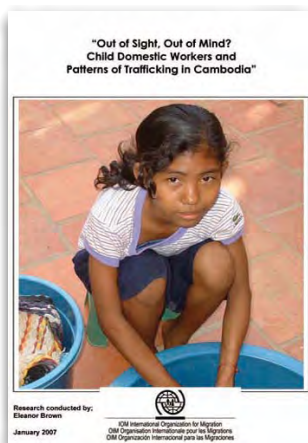 “Out of Sight, Out of Mind?
Child Domestic Workers and
Patterns of Trafficking in Cambodia”
Research conducted by;
Eleanor Brown
January 2007
IOM International Organization for Migration
OIM Organisation Internationale pour les Migrations
OIM Organización Internacional para las Migraciones